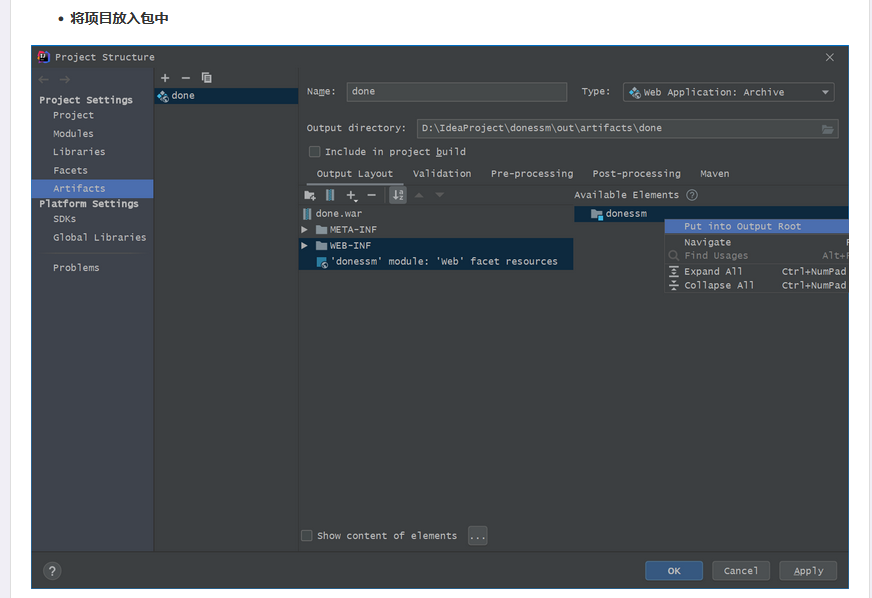 将项目放入包中
Project Structure
Project Settings
Project
Modules
Libraries
Facets
Artifacts
Platform Settings
SDKs
Global Libraries
Problems
done
Name: done Type: Web Application: Archive
Output directory: D:\IdeaProject\donessm\out\artifacts\done
Include in project build
Output Layout Validation Pre-processing Post-processing Maven
Available Elements ?
done.war
META-INF
WEB-INF
'donessm' module: 'Web' facet resources
donessm
Put into Output Root
Navigate
Find Usages Alt+F
Expand All Ctrl+NumPad
Collapse All Ctrl+NumPad
Show content of elements ...
? OK Cancel Apply